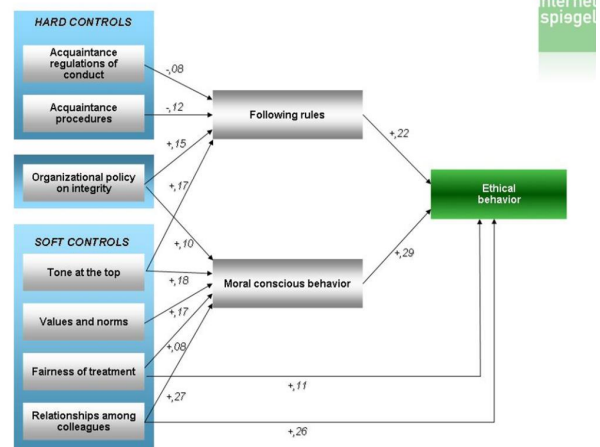 internet
spiegel
HARD CONTROLS
Acquaintance
regulations of
conduct
Acquaintance
procedures
Organizational policy
on integrity
SOFT CONTROLS
Tone at the top
Values and norms
Fairness of treatment
Relationships among
colleagues
-,08
-,12
+,15
+,17
+,10
+,18
+,17
+,08
+,27
Following rules
Moral conscious behavior
+,22
+,29
+,11
+,26
Ethical
behavior